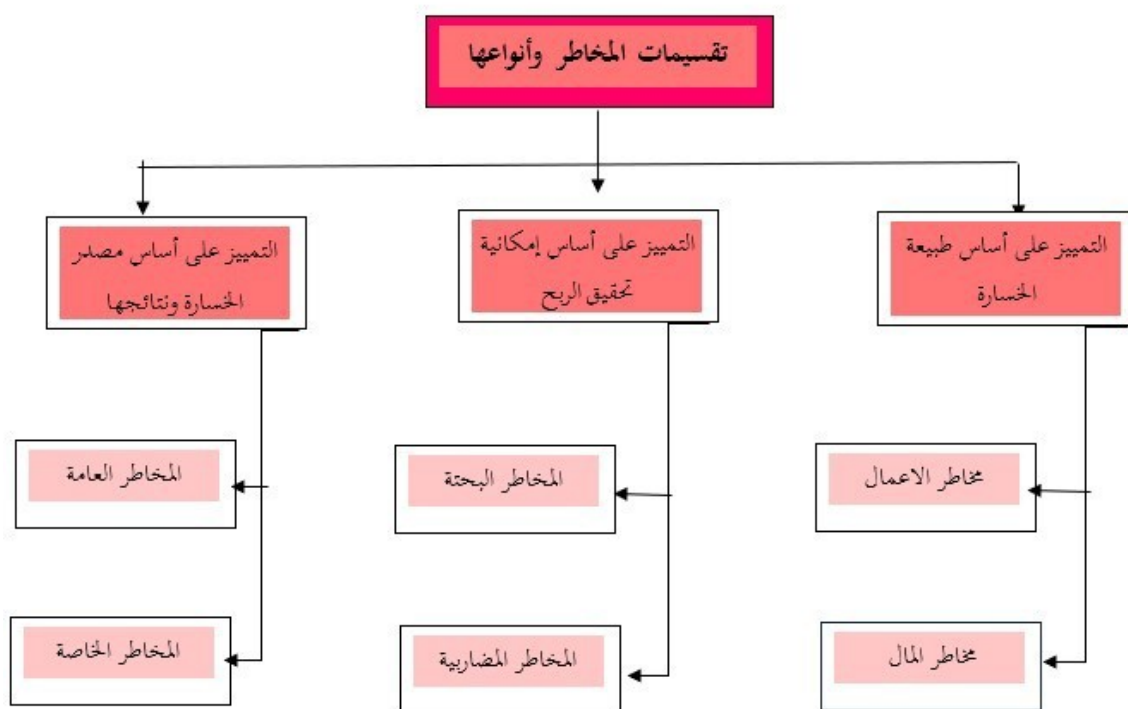 تقسيمات المخاطر وأنواعها
التمييز على أساس طبيعة
الخسارة
التمييز على أساس إمكانية
تحقيق الربح
التمييز على أساس مصدر
الخسارة ونتائجها
مخاطر الاعمال
المخاطر البحتة
المخاطر العامة
مخاطر المال
المخاطر المضاربية
المخاطر الخاصة